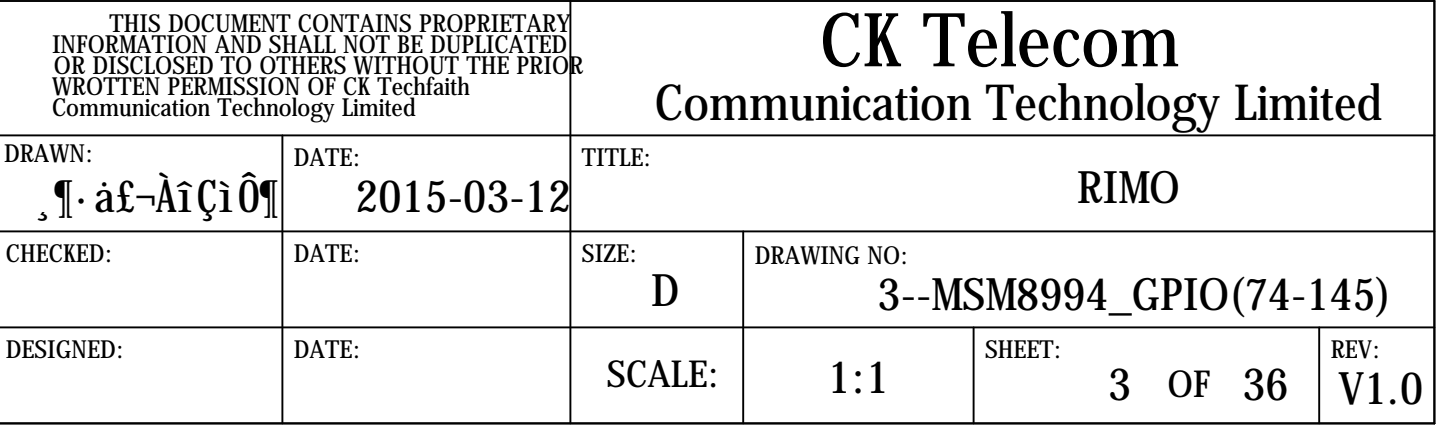 THIS DOCUMENT CONTAINS PROPRIETARY
INFORMATION AND SHALL NOT BE DUPLICATED
OR DISCLOSED TO OTHERS WITHOUT THE PRIOR
WROTTEN PERMISSION OF CK Techfaith
Communication Technology Limited
CK Telecom
Communication Technology Limited
DRAWN:
¸¶·å£¬ÀîÇìÔ¶
DATE:
2015-03-12
TITLE:
RIMO
CHECKED:
DATE:
SIZE:
D
DRAWING NO:
3--MSM8994_GPIO(74-145)
DESIGNED:
DATE:
SCALE:
1:1
SHEET:
3 OF 36
REV:
V1.0